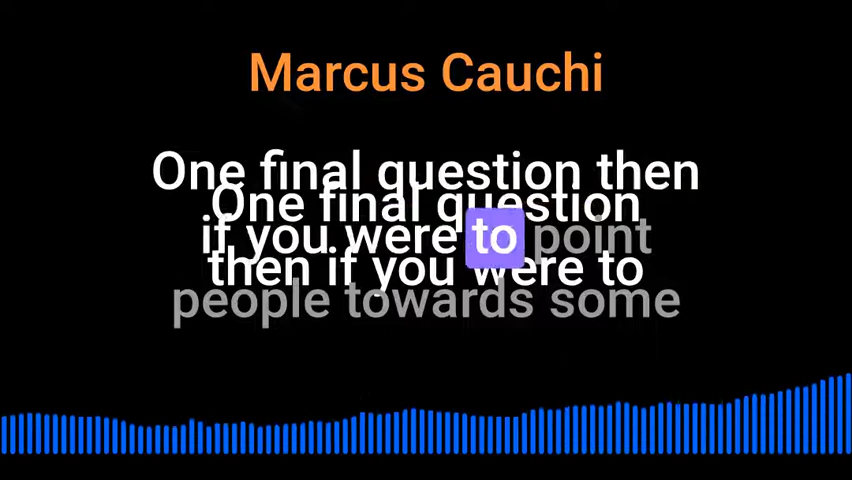 Marcus Cauchi
One final question then
One final question
if you were to point
then if you were to
people towards some